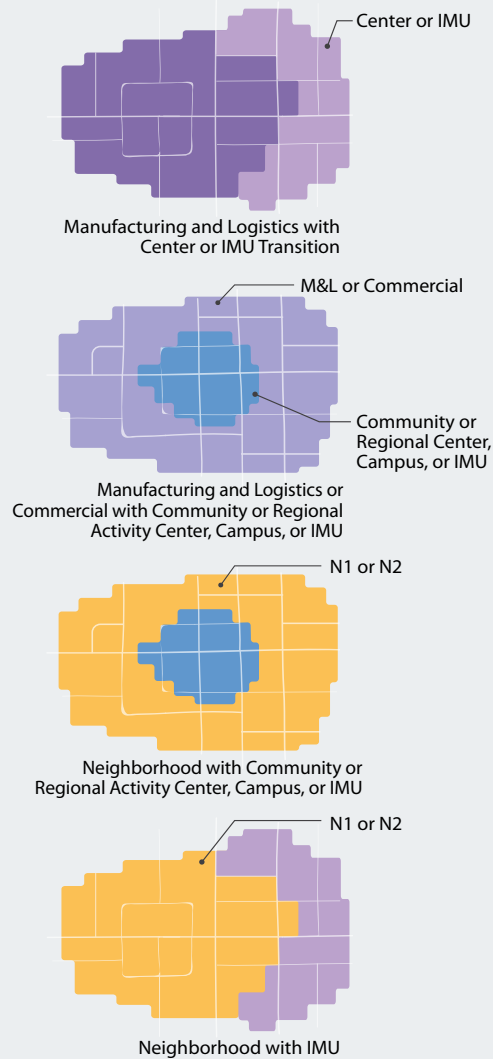 Center or IMU
Manufacturing and Logistics with
Center or IMU Transition
M&L or Commercial
Community or
Regional Center,
Campus, or IMU
Manufacturing and Logistics or
Commercial with Community or Regional
Activity Center, Campus, or IMU
N1 or N2
Neighborhood with Community or
Regional Activity Center, Campus, or IMU
N1 or N2
Neighborhood with IMU